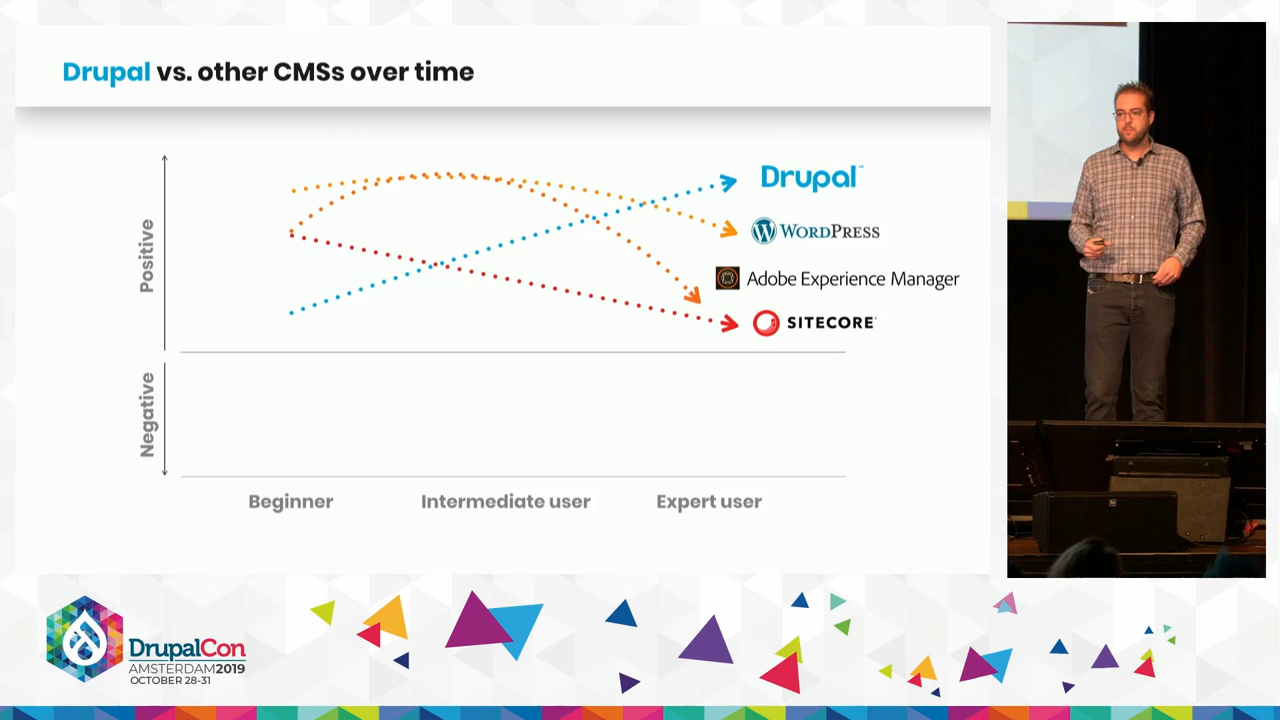 Drupal vs. other CMSs over time
Positive
Negative
Drupal™
WORDPRESS
Adobe Experience Manager
SITECORE
Beginner
Intermediate user
Expert user
DrupalCon
AMSTERDAM2019
OCTOBER 28-31